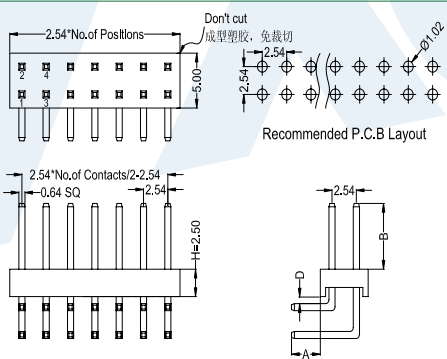 2.54*No.of Positions
Don't cut
成型塑胶，免裁切
2 4
1 3
5.00
2.54
2.54
Ø1.02
Recommended P.C.B Layout
2.54*No.of Contacts/2-2.54
0.64 SQ
2.54
H=2.50
2.54
B
D
A